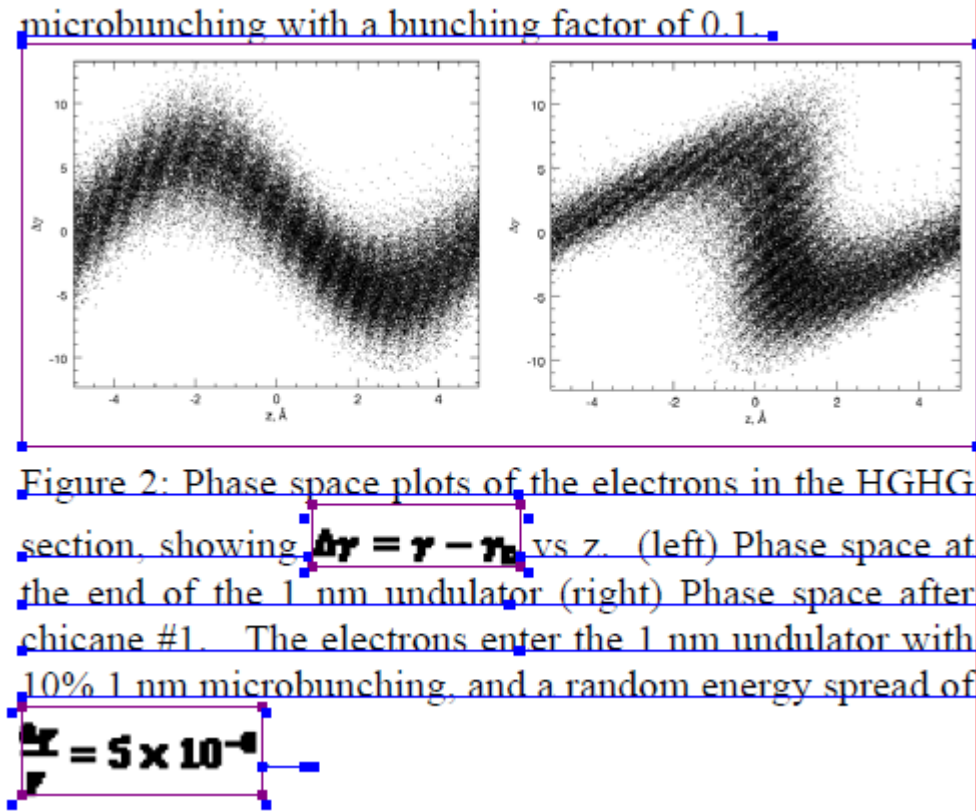 microbunching with a bunching factor of 0.1.
10
5
0
-5
-10
Δγ
-4 -2 0 2 4
z, Å
10
5
0
-5
-10
Δγ
-4 -2 0 2 4
z, Å
Figure 2: Phase space plots of the electrons in the HGHG
section, showing Δγ = γ − γ₀ vs z. (left) Phase space at
the end of the 1 nm undulator (right) Phase space after
chicane #1. The electrons enter the 1 nm undulator with
10% 1 nm microbunching, and a random energy spread of
Δγ/γ = 5 x 10